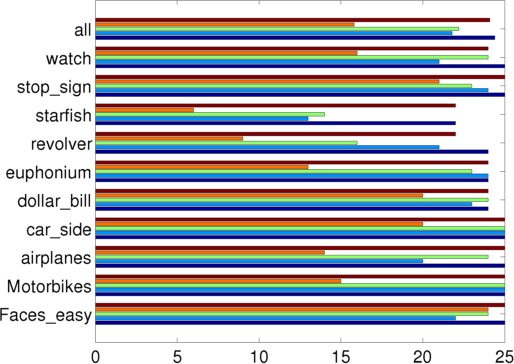 all
watch
stop_sign
starfish
revolver
euphonium
dollar_bill
car_side
airplanes
Motorbikes
Faces_easy
0 5 10 15 20 25